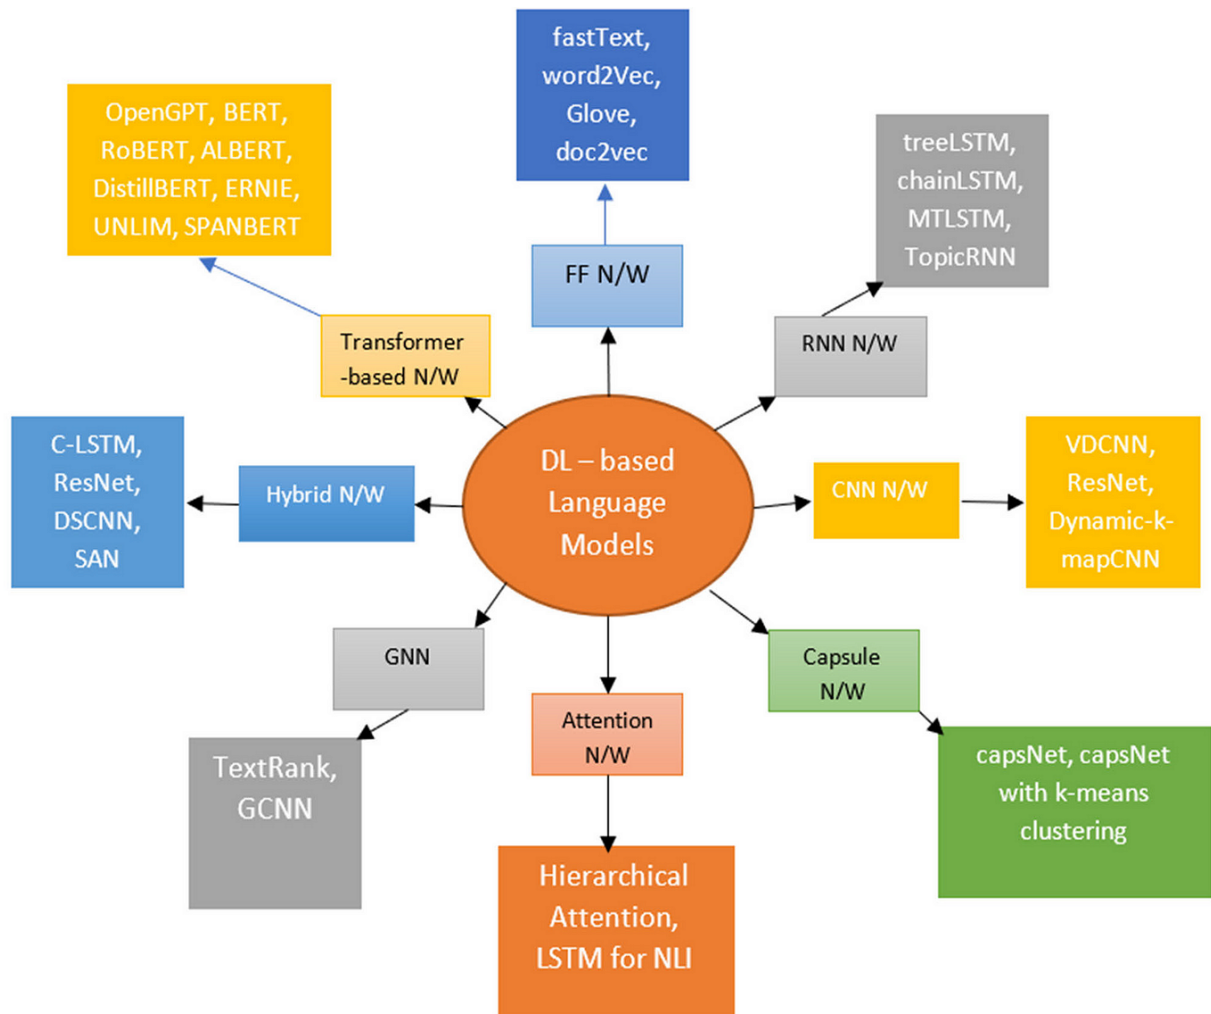 fastText,
word2Vec,
Glove,
doc2vec
OpenGPT, BERT,
RoBERT, ALBERT,
DistillBERT, ERNIE,
UNLIM, SPANBERT
treeLSTM,
chainLSTM,
MTLSTM,
TopicRNN
FF N/W
Transformer
-based N/W
RNN N/W
C-LSTM,
ResNet,
DSCNN,
SAN
Hybrid N/W
DL – based
Language
Models
CNN N/W
VDCNN,
ResNet,
Dynamic-k-
mapCNN
GNN
Attention
N/W
Capsule
N/W
TextRank,
GCNN
Hierarchical
Attention,
LSTM for NLI
capsNet, capsNet
with k-means
clustering